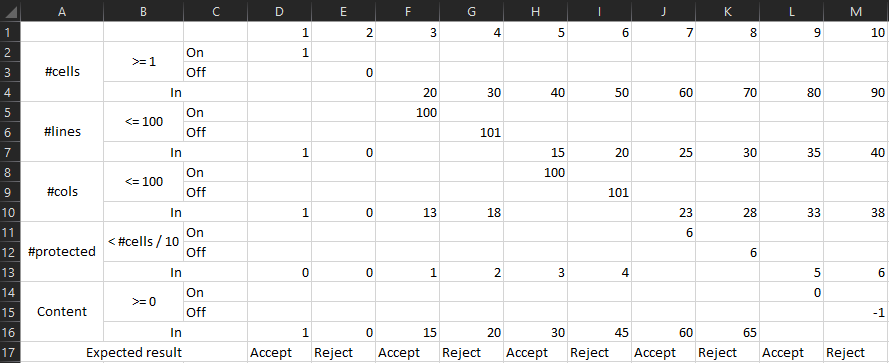 A B C D E F G H I J K L M
1 1 2 3 4 5 6 7 8 9 10
2 #cells >= 1 On 1
3 Off 0
4 In 20 30 40 50 60 70 80 90
5 #lines <= 100 On 100
6 Off 101
7 In 1 0 15 20 25 30 35 40
8 #cols <= 100 On 100
9 Off 101
10 In 1 0 13 18 23 28 33 38
11 #protected < #cells / 10 On 6
12 Off 6
13 In 0 0 1 2 3 4 5 6
14 Content >= 0 On 0
15 Off -1
16 In 1 0 15 20 30 45 60 65
17 Expected result Accept Reject Accept Reject Accept Reject Accept Reject Accept Reject